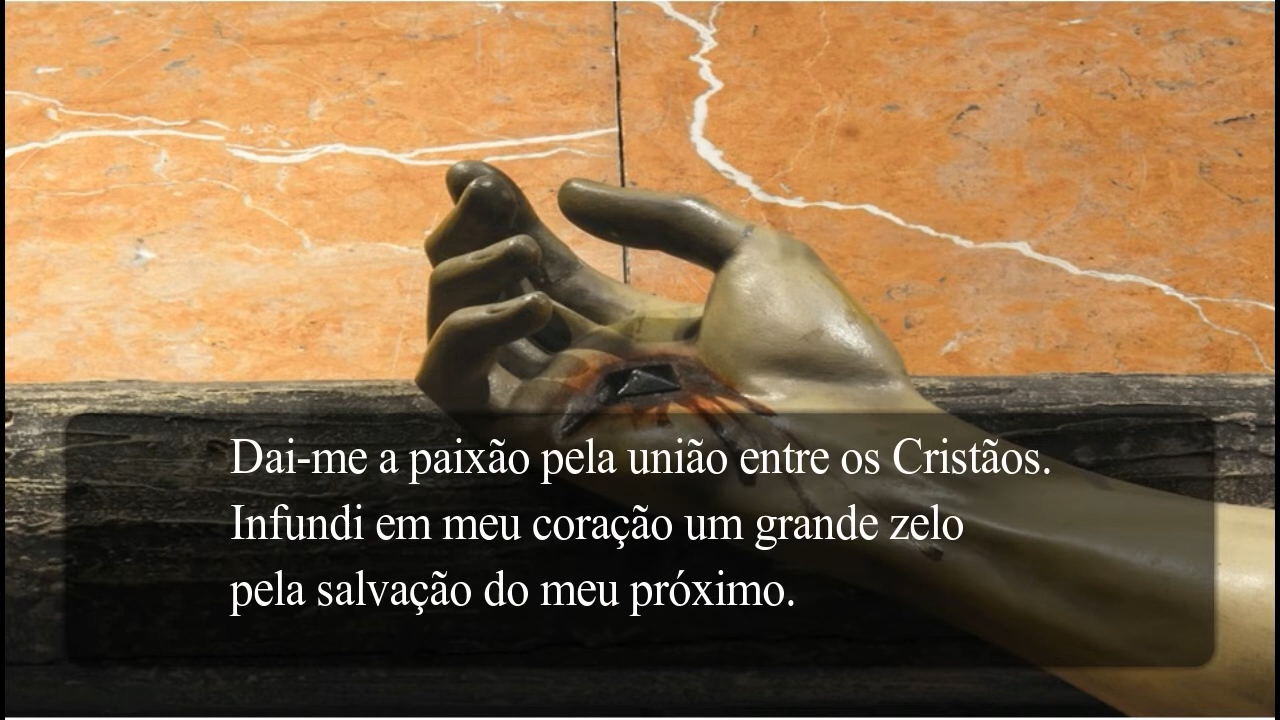 Dai-me a paixão pela união entre os Cristãos.
Infundi em meu coração um grande zelo
pela salvação do meu próximo.